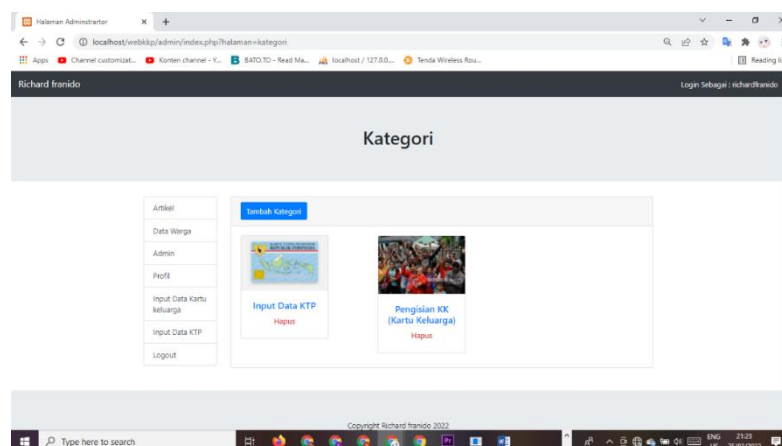 Halaman Adminstrartor
localhost/webkkp/admin/index.php?halaman=kategori
Apps Channel customizat... Konten channel - Y... BATO.TO - Read Ma... localhost / 127.0.0.... Tenda Wireless Rou... Reading li
Richard franido Login Sebagai : richardfranido
Kategori
Artikel
Data Warga
Admin
Profil
Input Data Kartu
keluarga
Input Data KTP
Logout
Tambah Kategori
REPUBLIK INDONESIA
Input Data KTP
Hapus
Pengisian KK
(Kartu Keluarga)
Hapus
Copyright Richard franido 2022
Type here to search
ENG 21:23